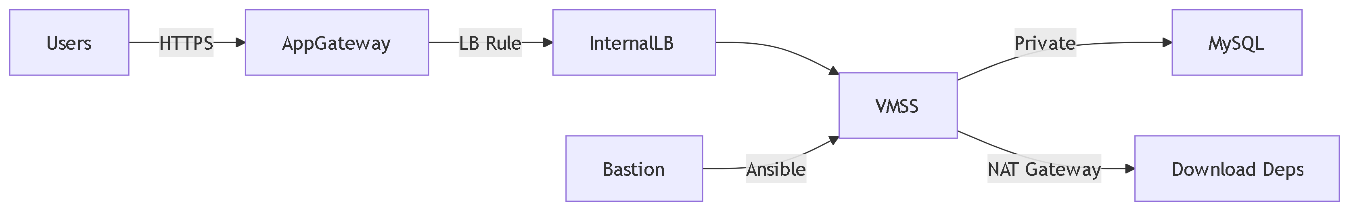 Users
HTTPS
AppGateway
LB Rule
InternalLB
Private
MySQL
VMSS
Bastion
Ansible
NAT Gateway
Download Deps